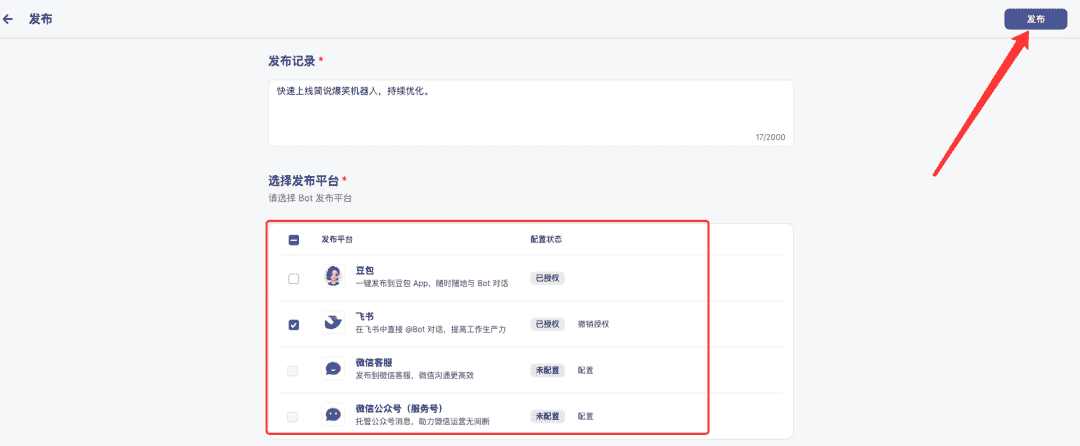 发布
发布
发布记录 *
快速上线简说爆笑机器人，持续优化。
17/2000
选择发布平台 *
请选择 Bot 发布平台
发布平台 配置状态
豆包
一键发布到豆包 App，随时随地与 Bot 对话
已授权
飞书
在飞书中直接 @Bot 对话，提高工作生产力
已授权 撤销授权
微信客服
发布到微信客服，微信沟通更高效
未配置 配置
微信公众号（服务号）
托管公众号消息，助力微信运营无间断
未配置 配置